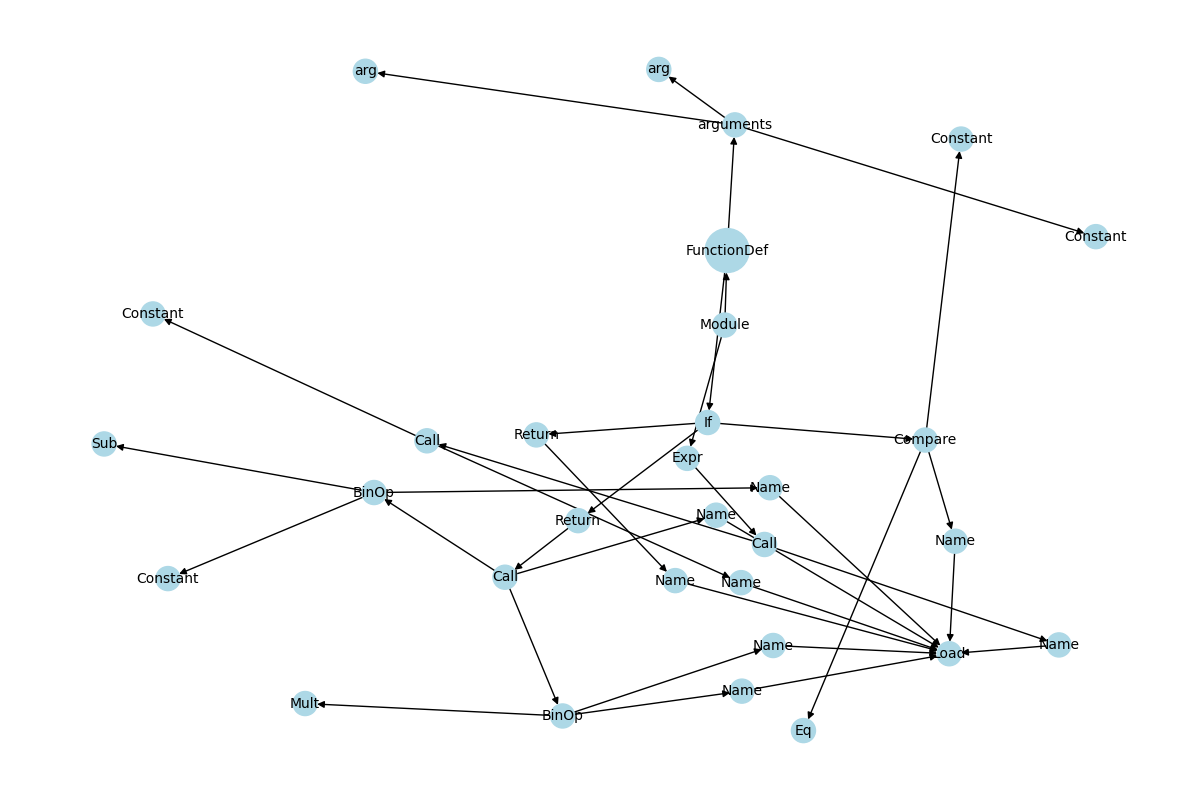 arg
arg
arguments
Constant
Constant
FunctionDef
Constant
Module
If
Return
Call
Compare
Sub
Expr
Name
BinOp
Name
Return
Name
Call
Call
Constant
Name
Name
Name
Name
Load
Name
Mult
BinOp
Eq